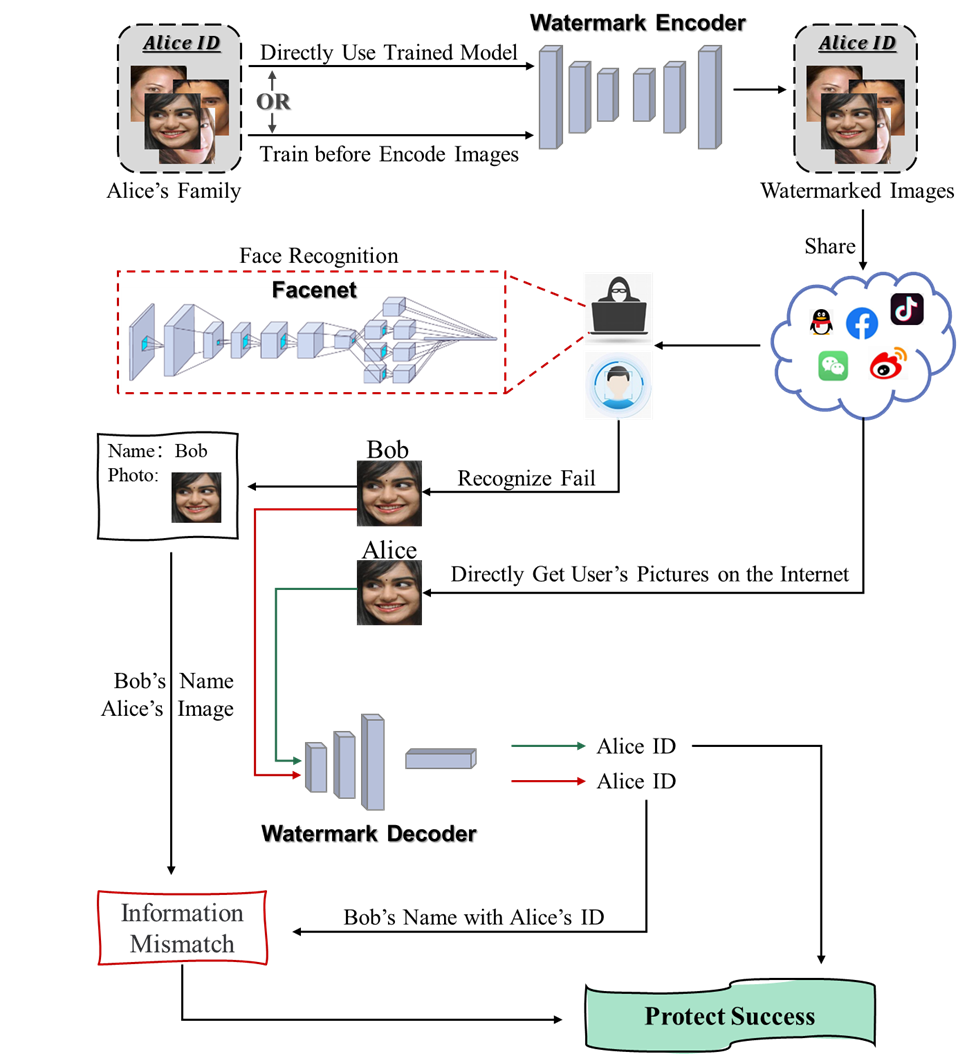 Watermark Encoder
Alice ID
Directly Use Trained Model
Alice ID
OR
Train before Encode Images
Alice’s Family
Watermarked Images
Share
Face Recognition
Facenet
Name： Bob
Photo:
Bob
Recognize Fail
Alice
Directly Get User’s Pictures on the Internet
Bob’s Name
Alice’s Image
Alice ID
Alice ID
Watermark Decoder
Information
Mismatch
Bob’s Name with Alice’s ID
Protect Success